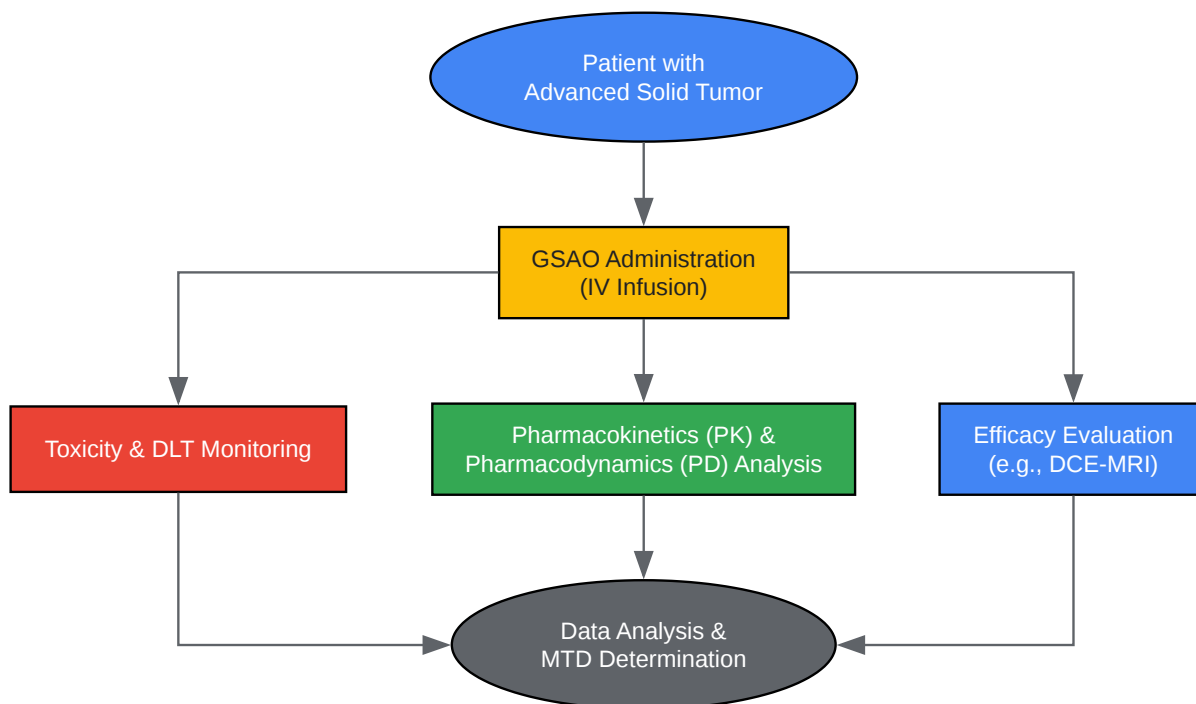 Patient with
Advanced Solid Tumor
GSAO Administration
(IV Infusion)
Toxicity & DLT Monitoring
Pharmacokinetics (PK) &
Pharmacodynamics (PD) Analysis
Efficacy Evaluation
(e.g., DCE-MRI)
Data Analysis &
MTD Determination